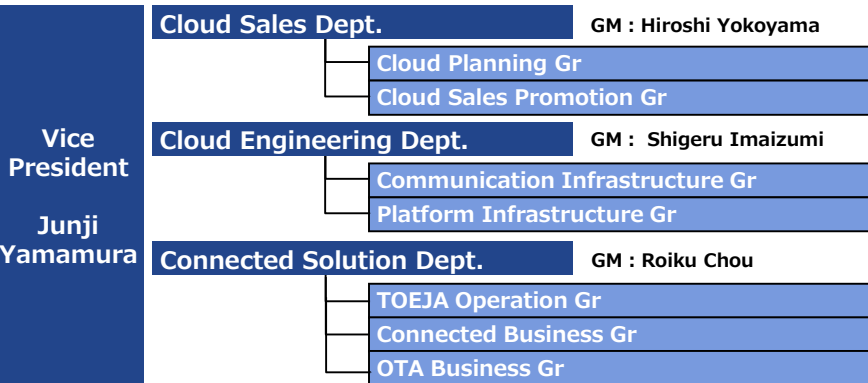 Vice
President
Junji
Yamamura
Cloud Sales Dept.
GM : Hiroshi Yokoyama
Cloud Planning Gr
Cloud Sales Promotion Gr
Cloud Engineering Dept.
GM : Shigeru Imaizumi
Communication Infrastructure Gr
Platform Infrastructure Gr
Connected Solution Dept.
GM : Roiku Chou
TOEJA Operation Gr
Connected Business Gr
OTA Business Gr